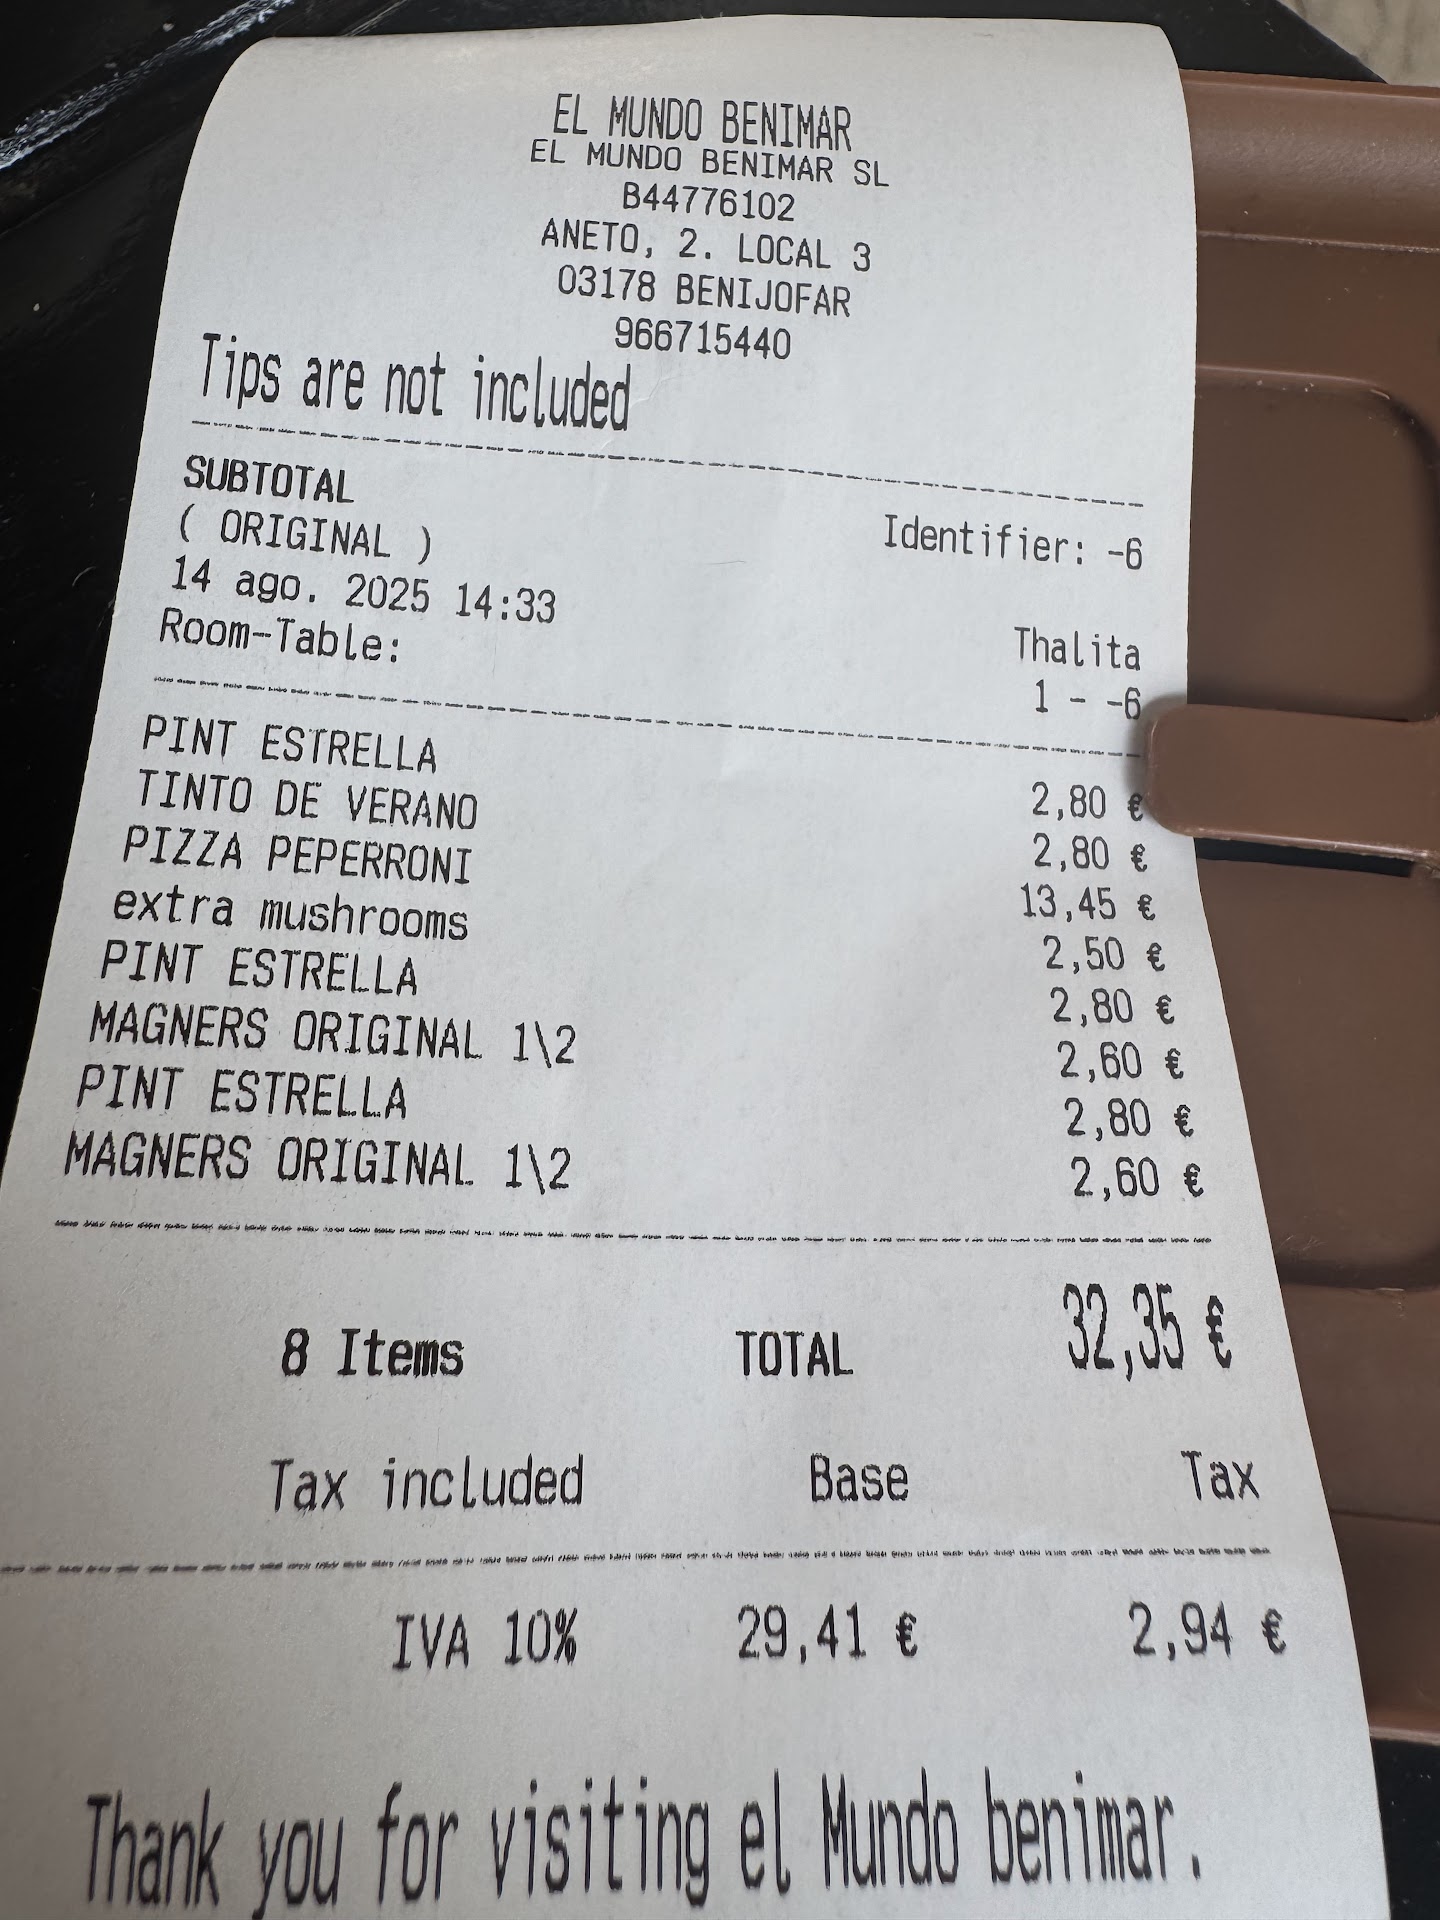 EL MUNDO BENIMAR
EL MUNDO BENIMAR SL
B44776102
ANETO, 2. LOCAL 3
03178 BENIJOFAR
966715440
Tips are not included
SUBTOTAL
( ORIGINAL ) Identifier: -6
14 ago. 2025 14:33 Thalita
Room-Table: 1 - -6
PINT ESTRELLA 2,80 €
TINTO DE VERANO 2,80 €
PIZZA PEPERRONI 13,45 €
extra mushrooms 2,50 €
PINT ESTRELLA 2,80 €
MAGNERS ORIGINAL 1\2 2,60 €
PINT ESTRELLA 2,80 €
MAGNERS ORIGINAL 1\2 2,60 €
8 Items TOTAL 32,35 €
Tax included Base Tax
IVA 10% 29,41 € 2,94 €
Thank you for visiting el Mundo benimar.